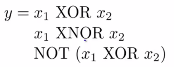 y = x₁ XOR x₂
x₁ XNOR x₂
NOT (x₁ XOR x₂)